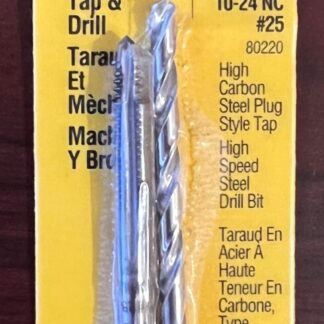 Tap &
Drill
Taraud
Et
Mèch
Mach
Y Bro
10-24 NC
#25
80220
High
Carbon
Steel Plug
Style Tap
High
Speed
Steel
Drill Bit
Taraud En
Acier À
Haute
Teneur En
Carbone,
Type